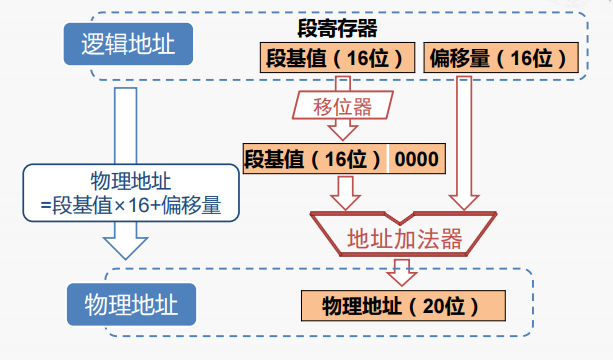 逻辑地址
段寄存器
段基值（16位）
偏移量（16位）
移位器
段基值（16位）
0000
物理地址
=段基值×16+偏移量
地址加法器
物理地址
物理地址（20位）